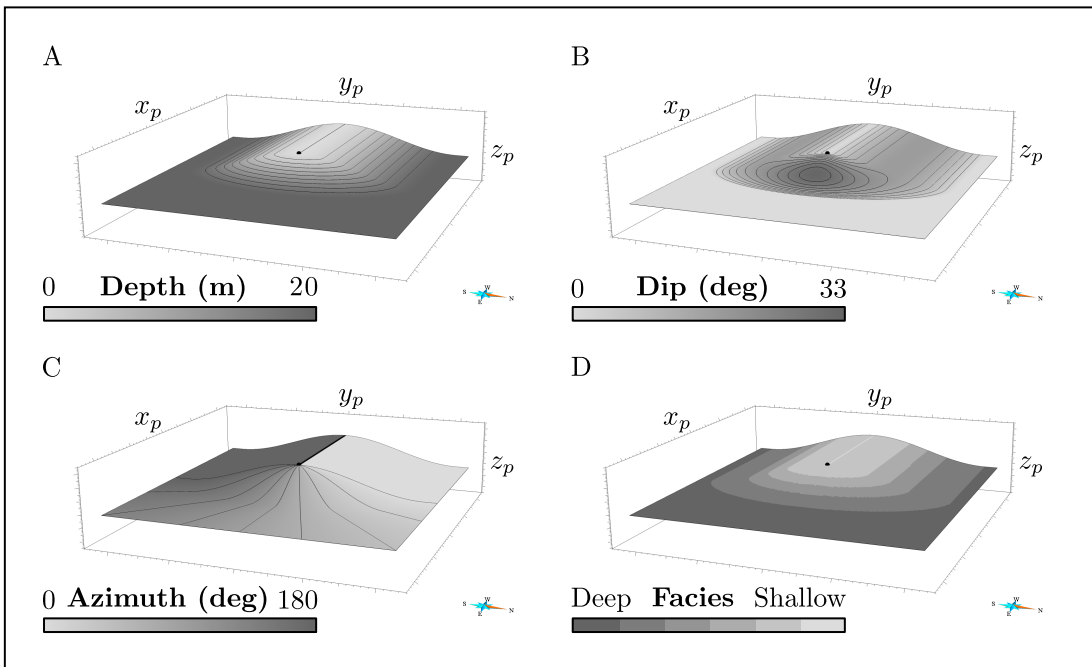 A
y_p
x_p
z_p
0 Depth (m) 20
S W E N
B
y_p
x_p
z_p
0 Dip (deg) 33
S W E N
C
y_p
x_p
z_p
0 Azimuth (deg) 180
S W E N
D
y_p
x_p
z_p
Deep Facies Shallow
S W E N